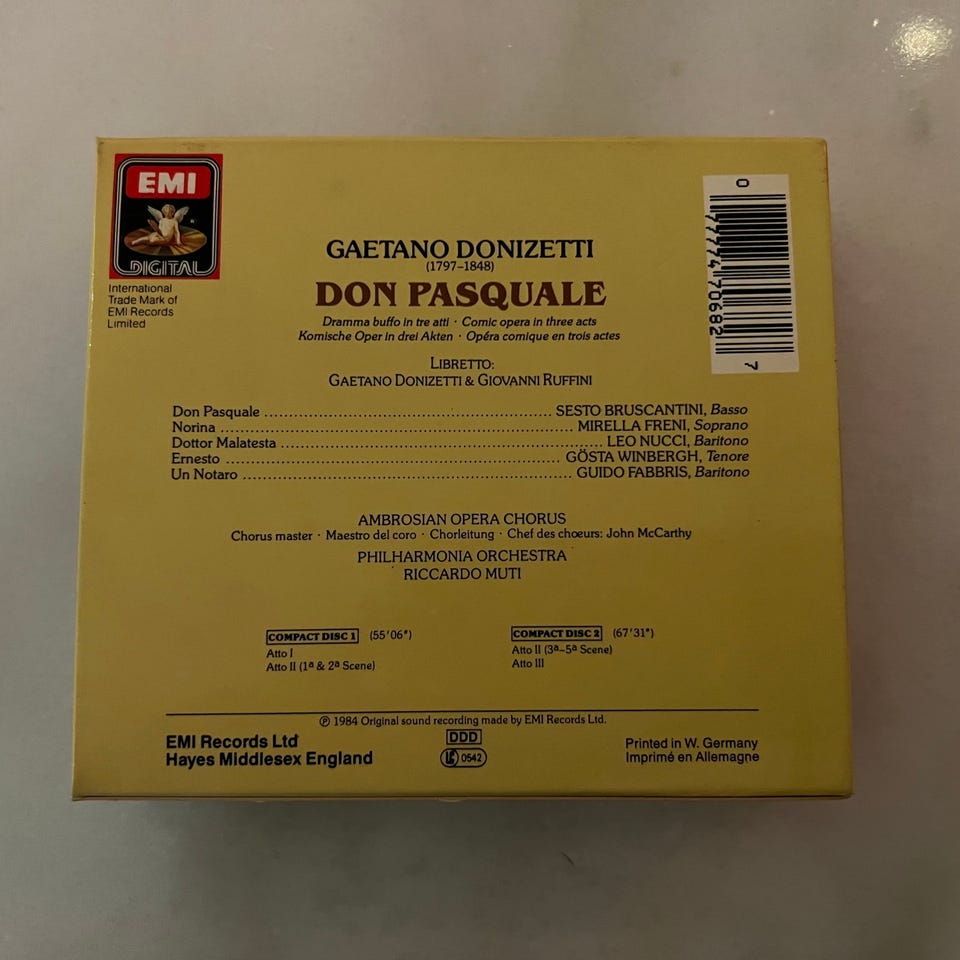 EMI
DIGITAL
International
Trade Mark of
EMI Records
Limited
GAETANO DONIZETTI
(1797–1848)
DON PASQUALE
Dramma buffo in tre atti · Comic opera in three acts
Komische Oper in drei Akten · Opéra comique en trois actes
LIBRETTO:
GAETANO DONIZETTI & GIOVANNI RUFFINI
0 77774 70682 7
Don Pasquale ........ SESTO BRUSCANTINI, Basso
Norina ........ MIRELLA FRENI, Soprano
Dottor Malatesta ........ LEO NUCCI, Baritono
Ernesto ........ GÖSTA WINBERGH, Tenore
Un Notaro ........ GUIDO FABBRIS, Baritono
AMBROSIAN OPERA CHORUS
Chorus master · Maestro del coro · Chorleitung · Chef des chœurs: John McCarthy
PHILHARMONIA ORCHESTRA
RICCARDO MUTI
COMPACT DISC 1 (55'06")
Atto I
Atto II (1ª & 2ª Scene)
COMPACT DISC 2 (67'31")
Atto II (3ª–5ª Scene)
Atto III
℗ 1984 Original sound recording made by EMI Records Ltd.
EMI Records Ltd
Hayes Middlesex England
DDD
LC 0542
Printed in W. Germany
Imprimé en Allemagne